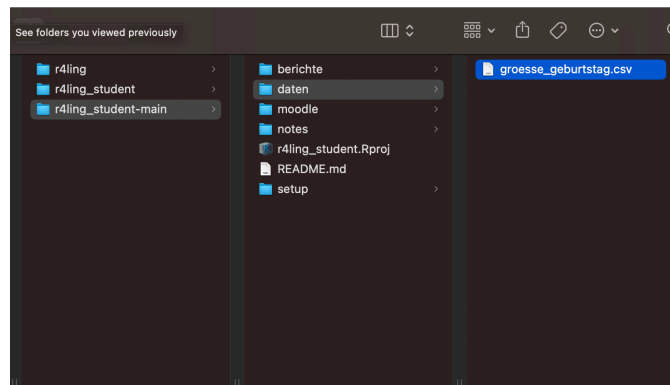 See folders you viewed previously
r4ling
r4ling_student
r4ling_student-main
berichte
daten
moodle
notes
r4ling_student.Rproj
README.md
setup
groesse_geburtstag.csv